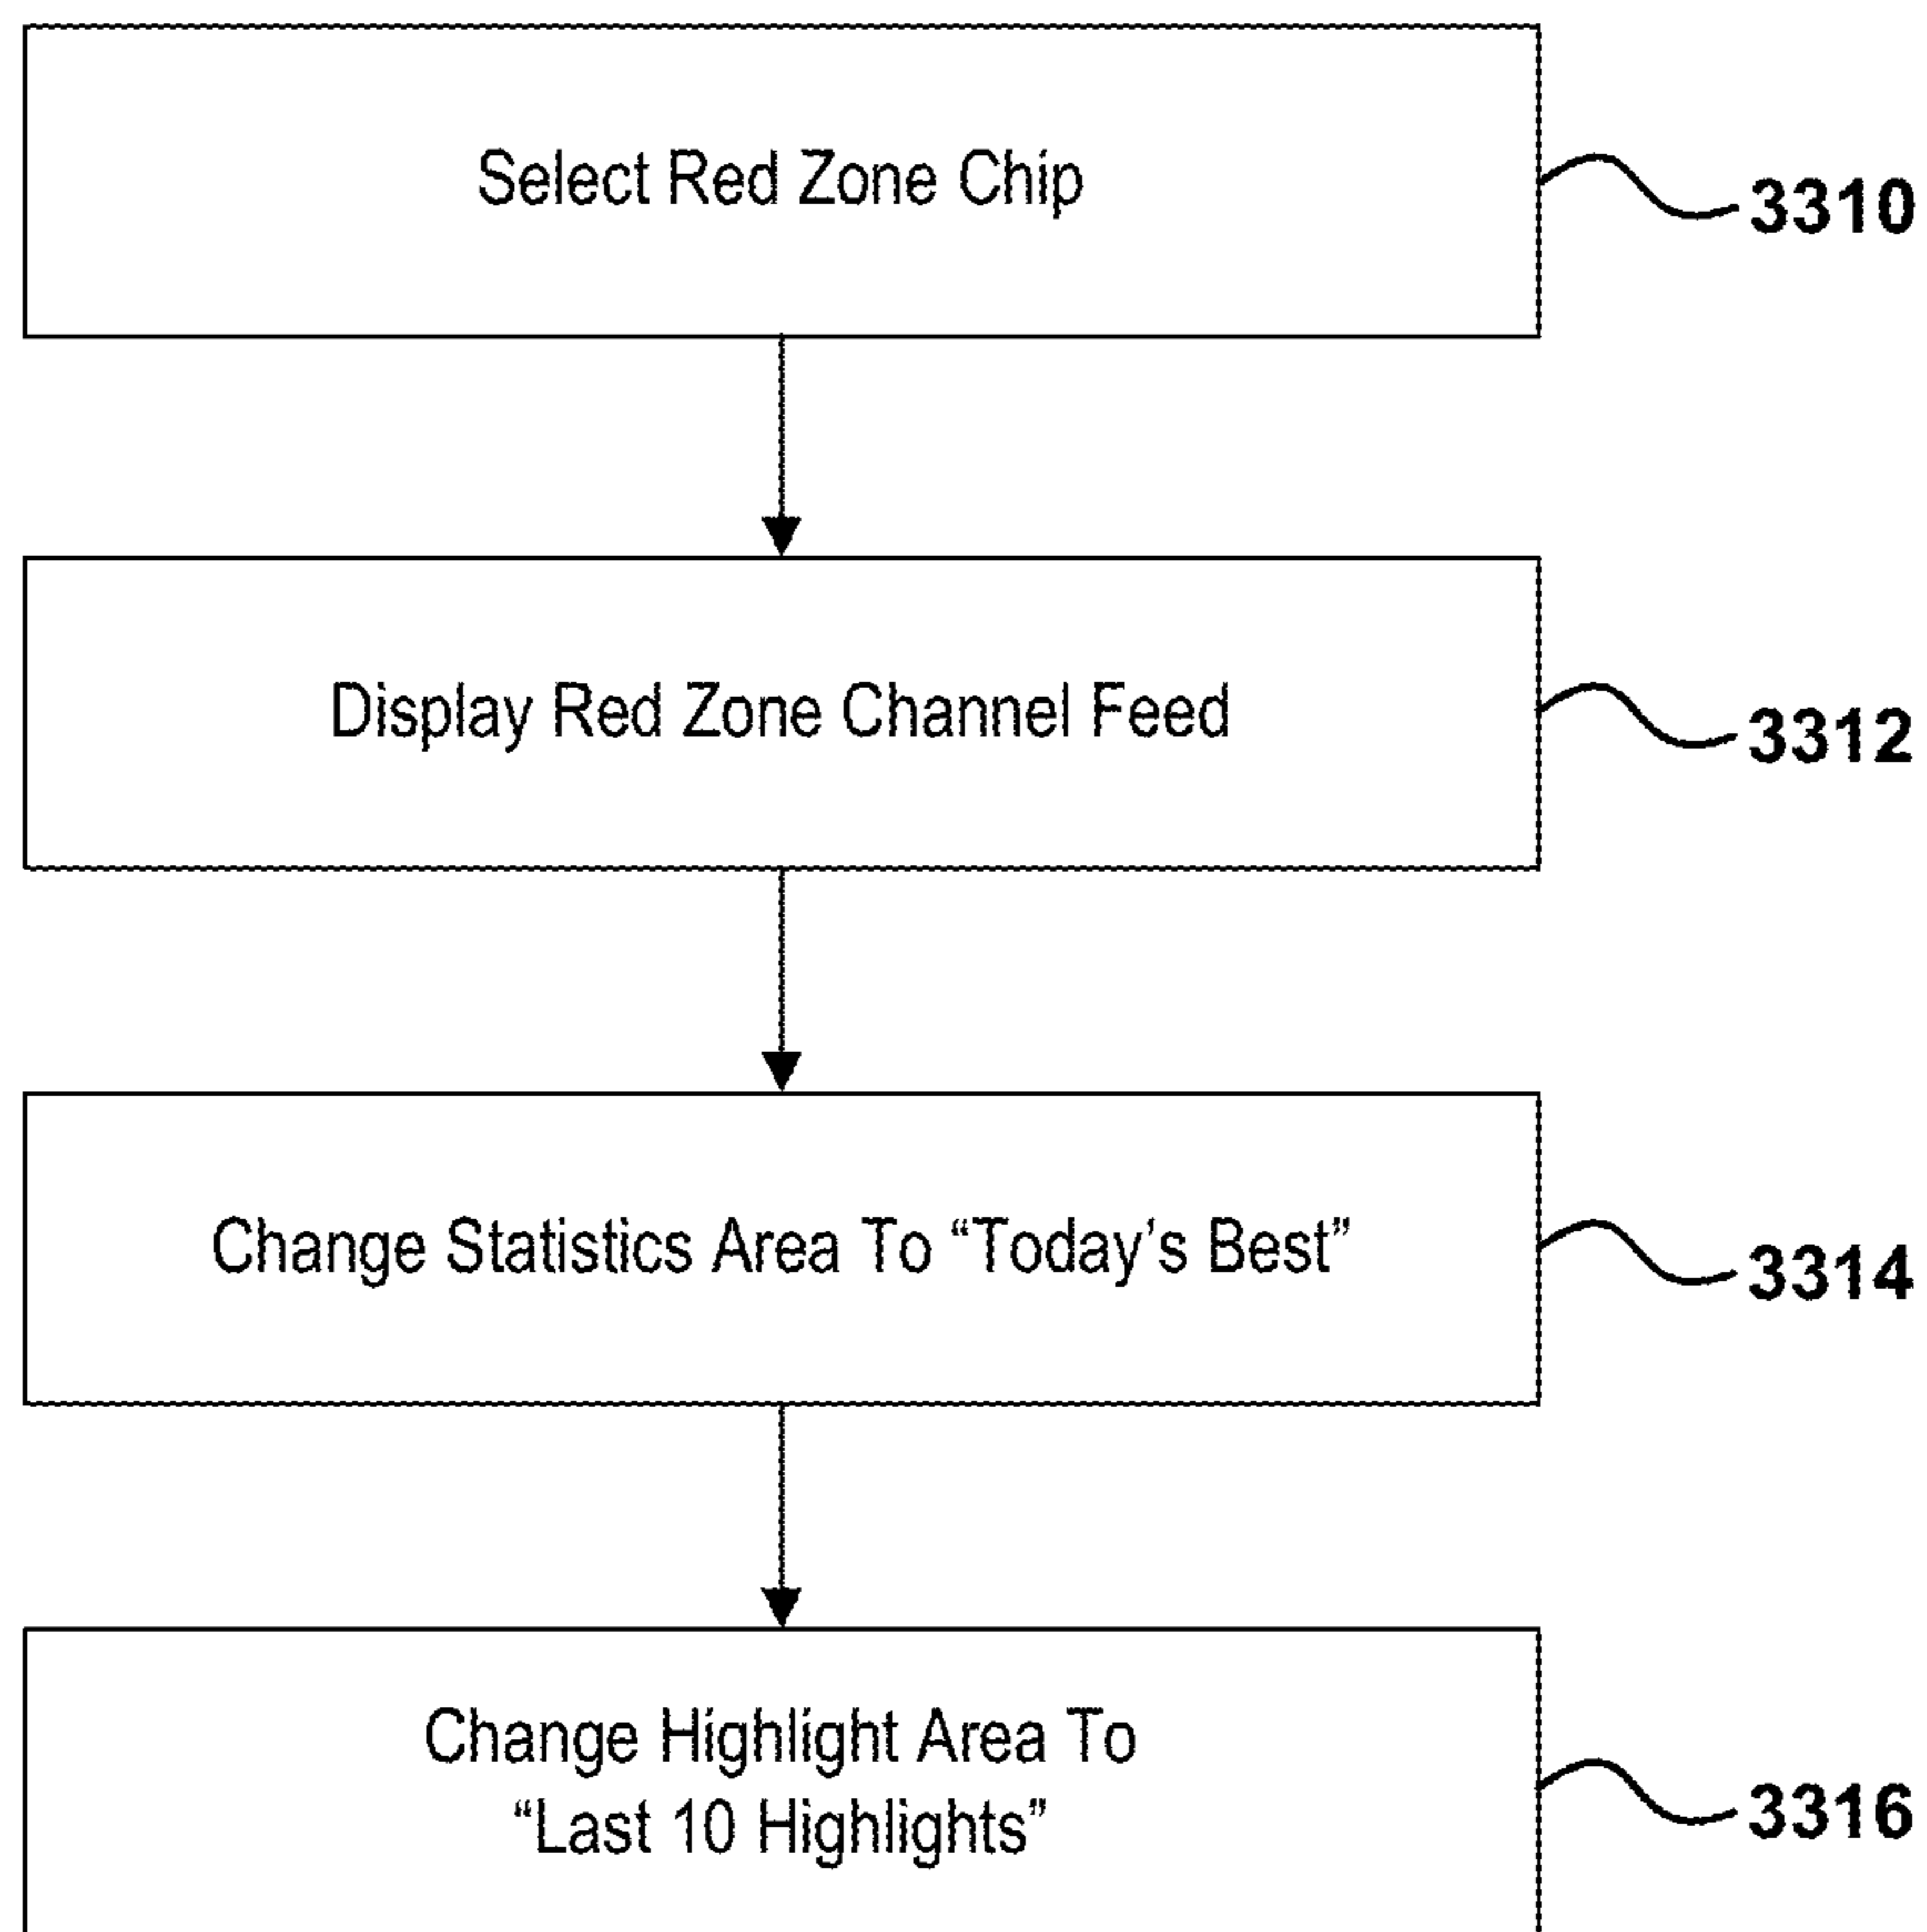 Select Red Zone Chip
3310
Display Red Zone Channel Feed
3312
Change Statistics Area To “Today’s Best”
3314
Change Highlight Area To
“Last 10 Highlights”
3316